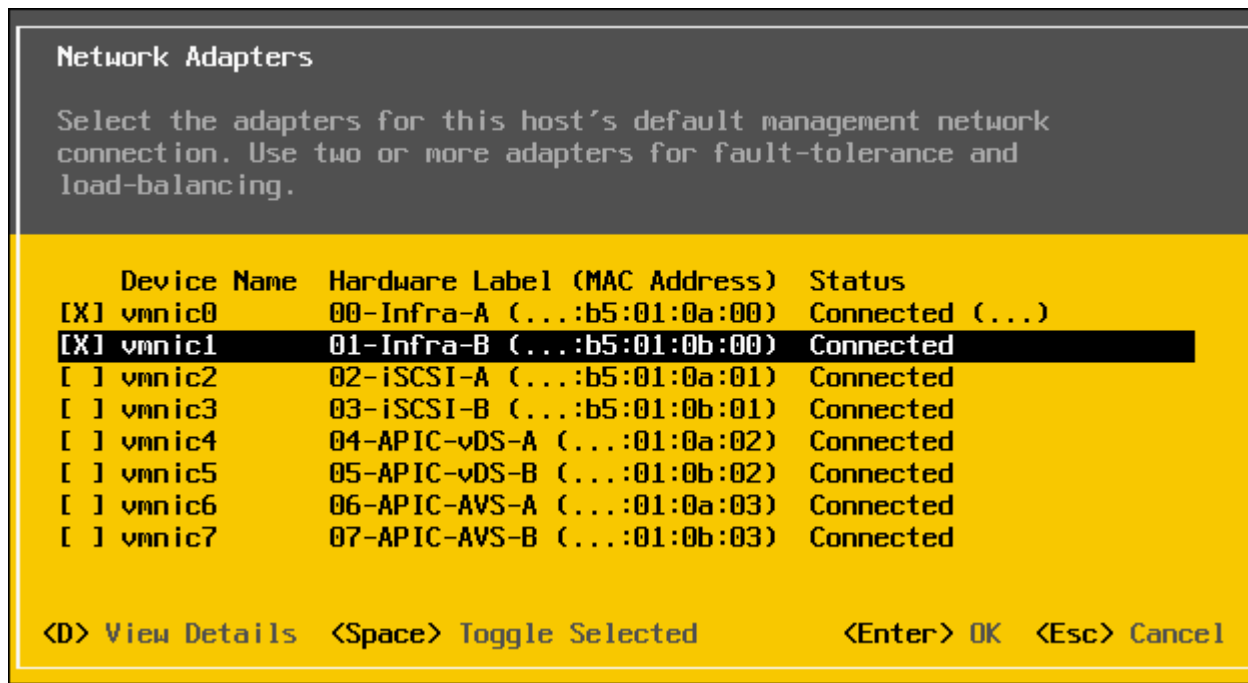 Network Adapters
Select the adapters for this host's default management network
connection. Use two or more adapters for fault-tolerance and
load-balancing.
Device Name Hardware Label (MAC Address) Status
[X] vmnic0 00-Infra-A (...:b5:01:0a:00) Connected (...)
[X] vmnic1 01-Infra-B (...:b5:01:0b:00) Connected
[ ] vmnic2 02-iSCSI-A (...:b5:01:0a:01) Connected
[ ] vmnic3 03-iSCSI-B (...:b5:01:0b:01) Connected
[ ] vmnic4 04-APIC-vDS-A (...:01:0a:02) Connected
[ ] vmnic5 05-APIC-vDS-B (...:01:0b:02) Connected
[ ] vmnic6 06-APIC-AVS-A (...:01:0a:03) Connected
[ ] vmnic7 07-APIC-AVS-B (...:01:0b:03) Connected
<D> View Details <Space> Toggle Selected <Enter> OK <Esc> Cancel